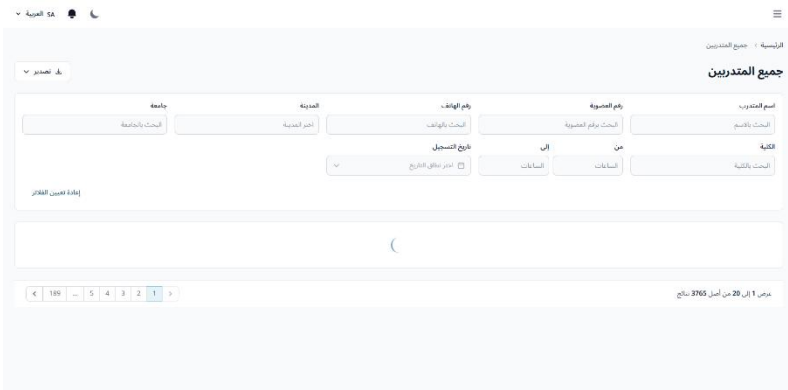 SA العربية
الرئيسية › جميع المتدربين
جميع المتدربين
تصدير
اسم المتدرب
رقم العضوية
رقم الهاتف
المدينة
جامعة
البحث بالاسم
البحث برقم العضوية
البحث بالهاتف
اختر المدينة
البحث بالجامعة
الكلية
من
إلى
تاريخ التسجيل
البحث بالكلية
الساعات
الساعات
اختر نطاق التاريخ
إعادة تعيين الفلاتر
عرض 1 إلى 20 من أصل 3765 نتائج
1 2 3 4 5 ... 189